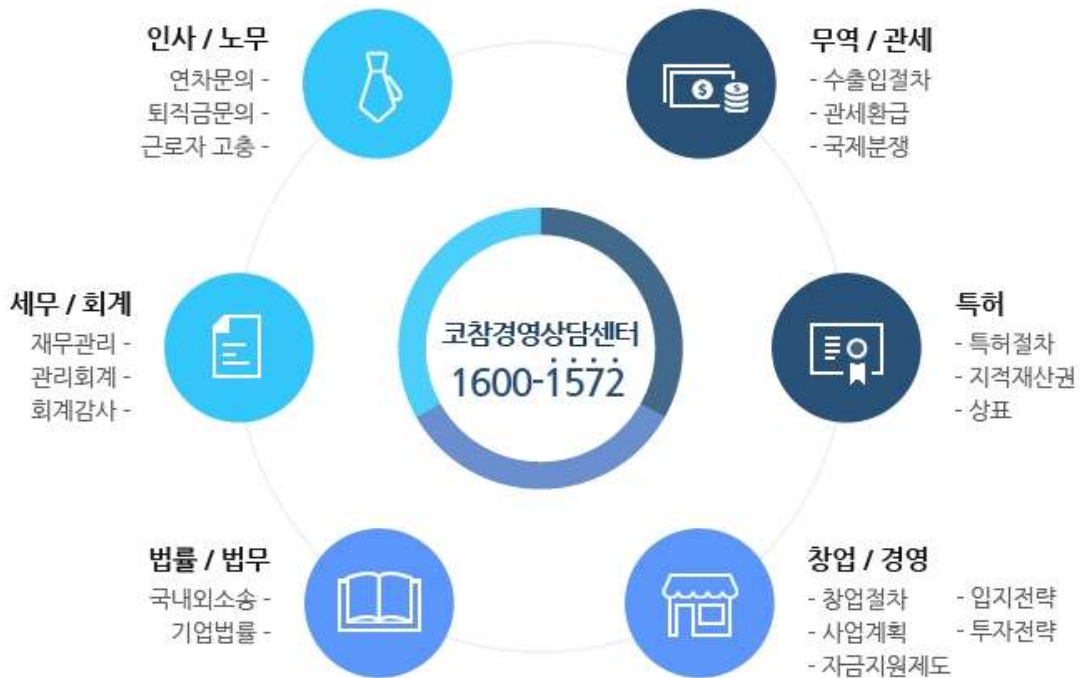 인사 / 노무
연차문의 -
퇴직금문의 -
근로자 고충 -
무역 / 관세
- 수출입절차
- 관세환급
- 국제분쟁
세무 / 회계
재무관리 -
관리회계 -
회계감사 -
코참경영상담센터
1600-1572
특허
- 특허절차
- 지적재산권
- 상표
법률 / 법무
국내외소송 -
기업법률 -
창업 / 경영
- 창업절차
- 사업계획
- 자금지원제도
- 입지전략
- 투자전략